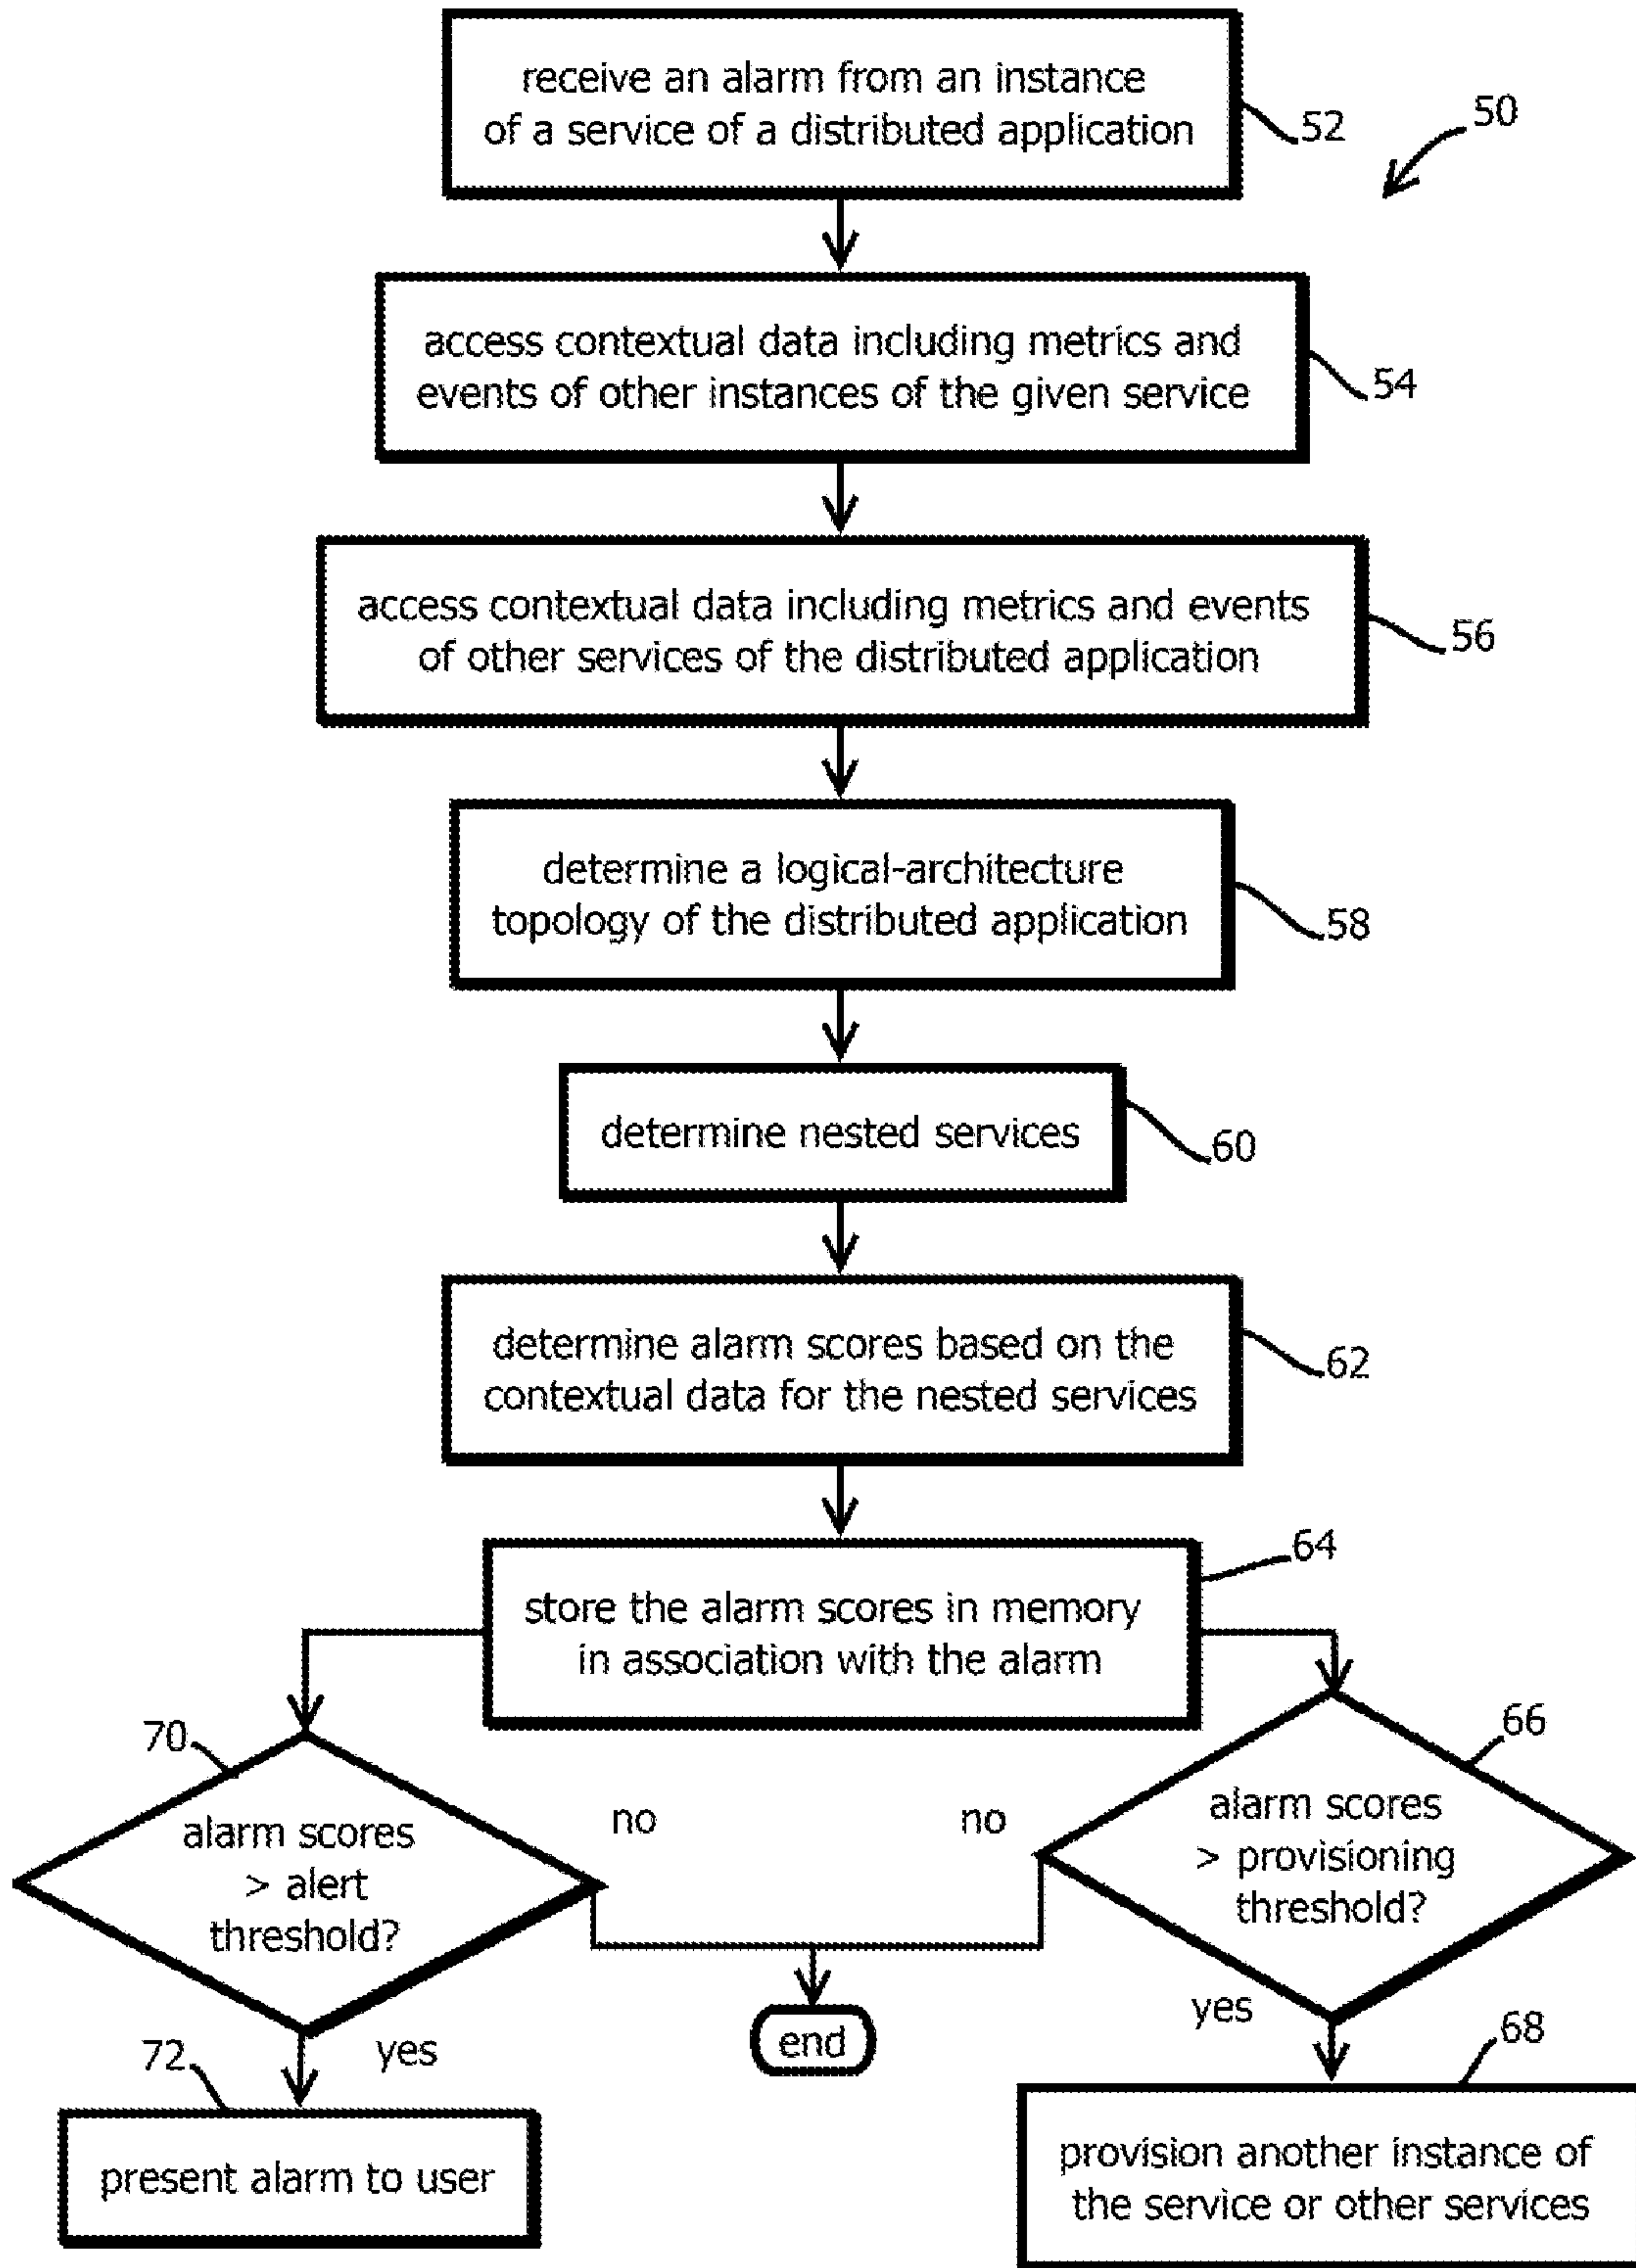 receive an alarm from an instance
of a service of a distributed application
52
50
access contextual data including metrics and
events of other instances of the given service
54
access contextual data including metrics and events
of other services of the distributed application
56
determine a logical-architecture
topology of the distributed application
58
determine nested services
60
determine alarm scores based on the
contextual data for the nested services
62
64
store the alarm scores in memory
in association with the alarm
70
alarm scores
> alert
threshold?
no
no
66
alarm scores
> provisioning
threshold?
yes
yes
end
72
present alarm to user
68
provision another instance of
the service or other services